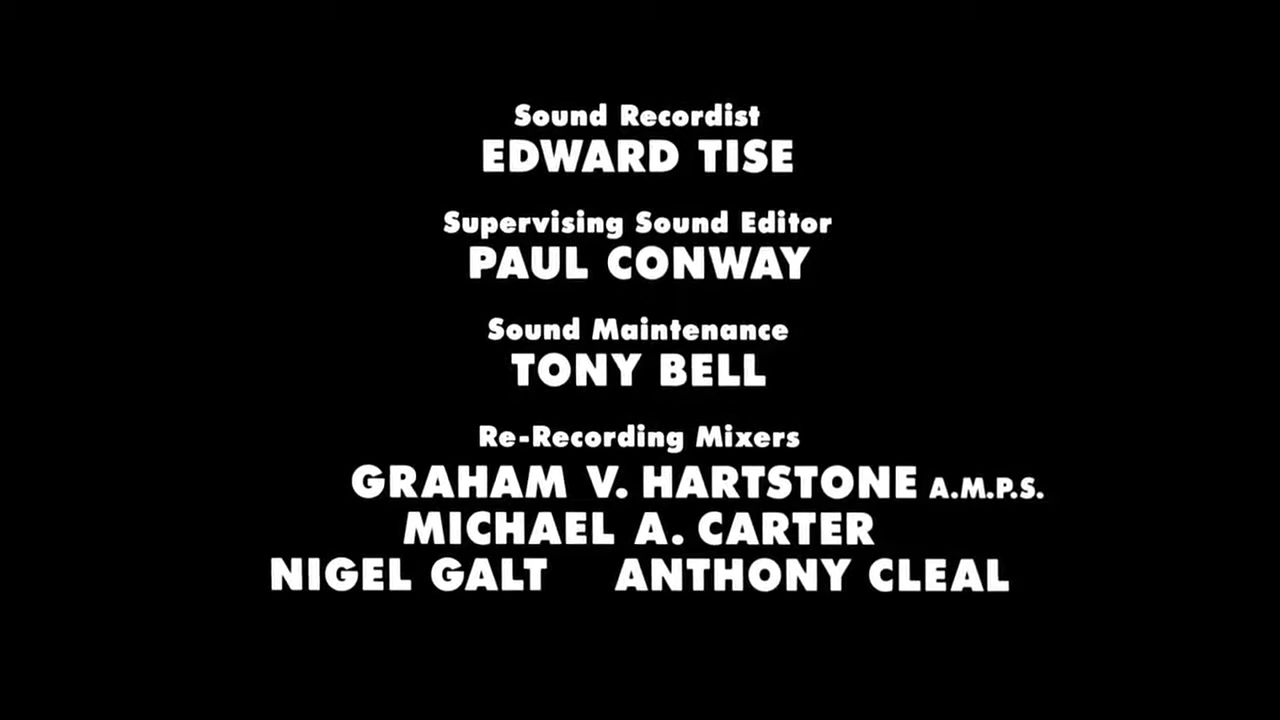 Sound Recordist
EDWARD TISE
Supervising Sound Editor
PAUL CONWAY
Sound Maintenance
TONY BELL
Re-Recording Mixers
GRAHAM V. HARTSTONE A.M.P.S.
MICHAEL A. CARTER
NIGEL GALT ANTHONY CLEAL